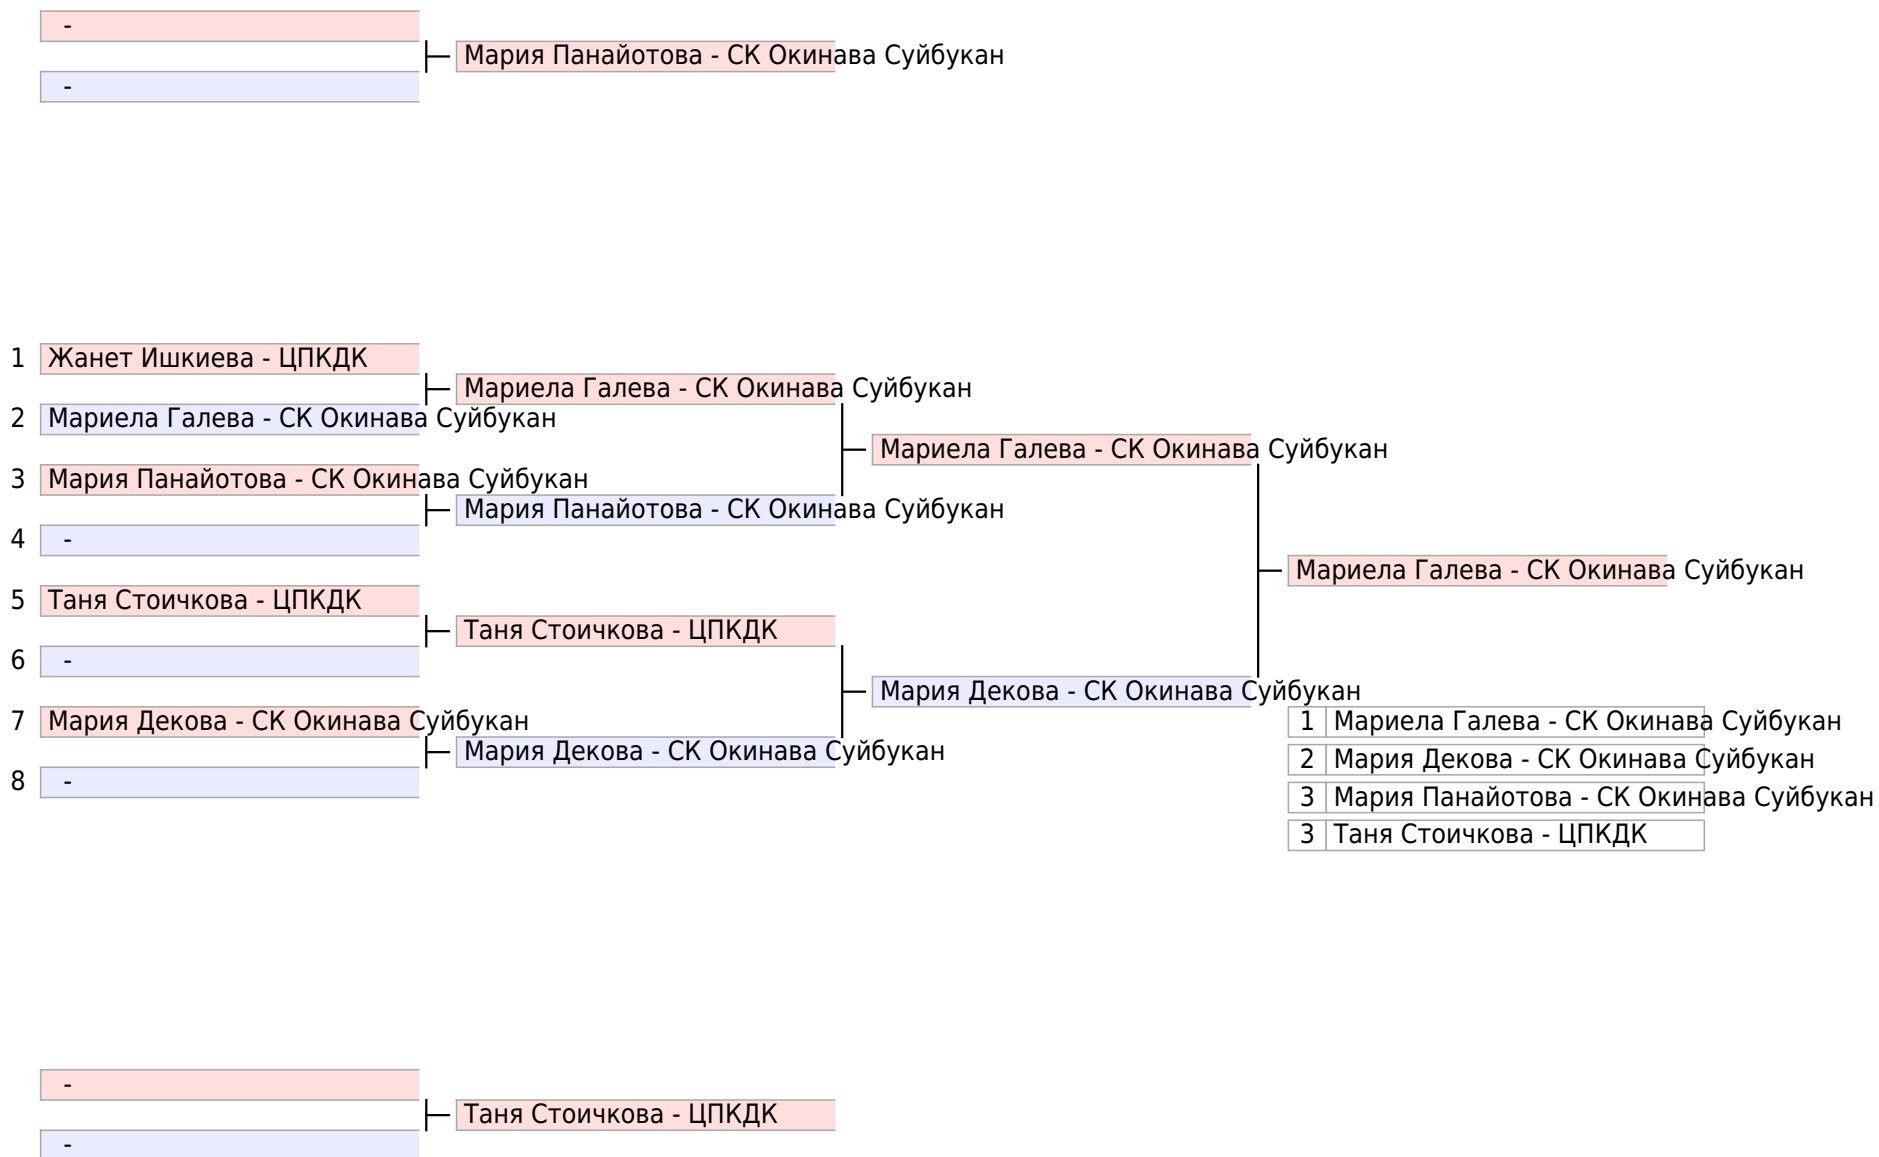 -
Мария Панайотова - СК Окинава Суйбукан
-
1 Жанет Ишкиева - ЦПКДК
Мариела Галева - СК Окинава Суйбукан
2 Мариела Галева - СК Окинава Суйбукан
Мариела Галева - СК Окинава Суйбукан
3 Мария Панайотова - СК Окинава Суйбукан
Мария Панайотова - СК Окинава Суйбукан
4 -
Мариела Галева - СК Окинава Суйбукан
5 Таня Стоичкова - ЦПКДК
Таня Стоичкова - ЦПКДК
6 -
Мария Декова - СК Окинава Суйбукан
7 Мария Декова - СК Окинава Суйбукан
Мария Декова - СК Окинава Суйбукан
8 -
1 Мариела Галева - СК Окинава Суйбукан
2 Мария Декова - СК Окинава Суйбукан
3 Мария Панайотова - СК Окинава Суйбукан
3 Таня Стоичкова - ЦПКДК
-
Таня Стоичкова - ЦПКДК
-